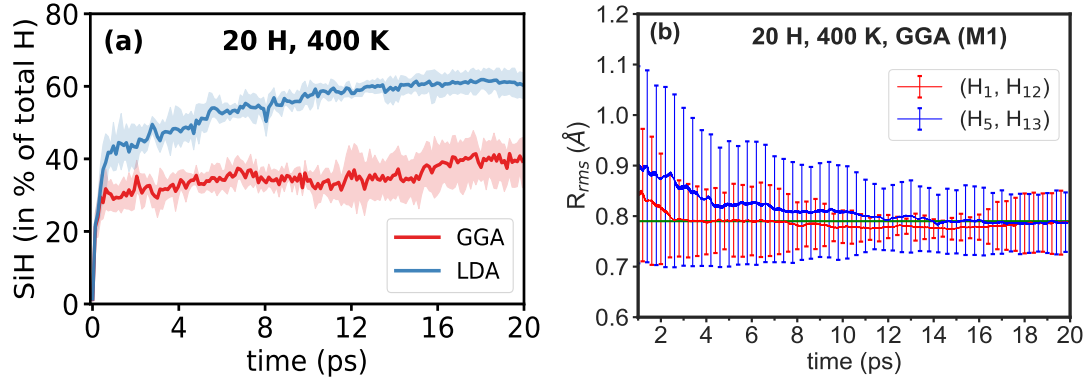 (a)
20 H, 400 K
SiH (in % of total H)
80
60
40
20
0
0
4
8
12
16
20
time (ps)
GGA
LDA
(b)
20 H, 400 K, GGA (M1)
R_rms (Å)
1.2
1.1
1.0
0.9
0.8
0.7
0.6
2
4
6
8
10
12
14
16
18
20
time (ps)
(H₁, H₁₂)
(H₅, H₁₃)